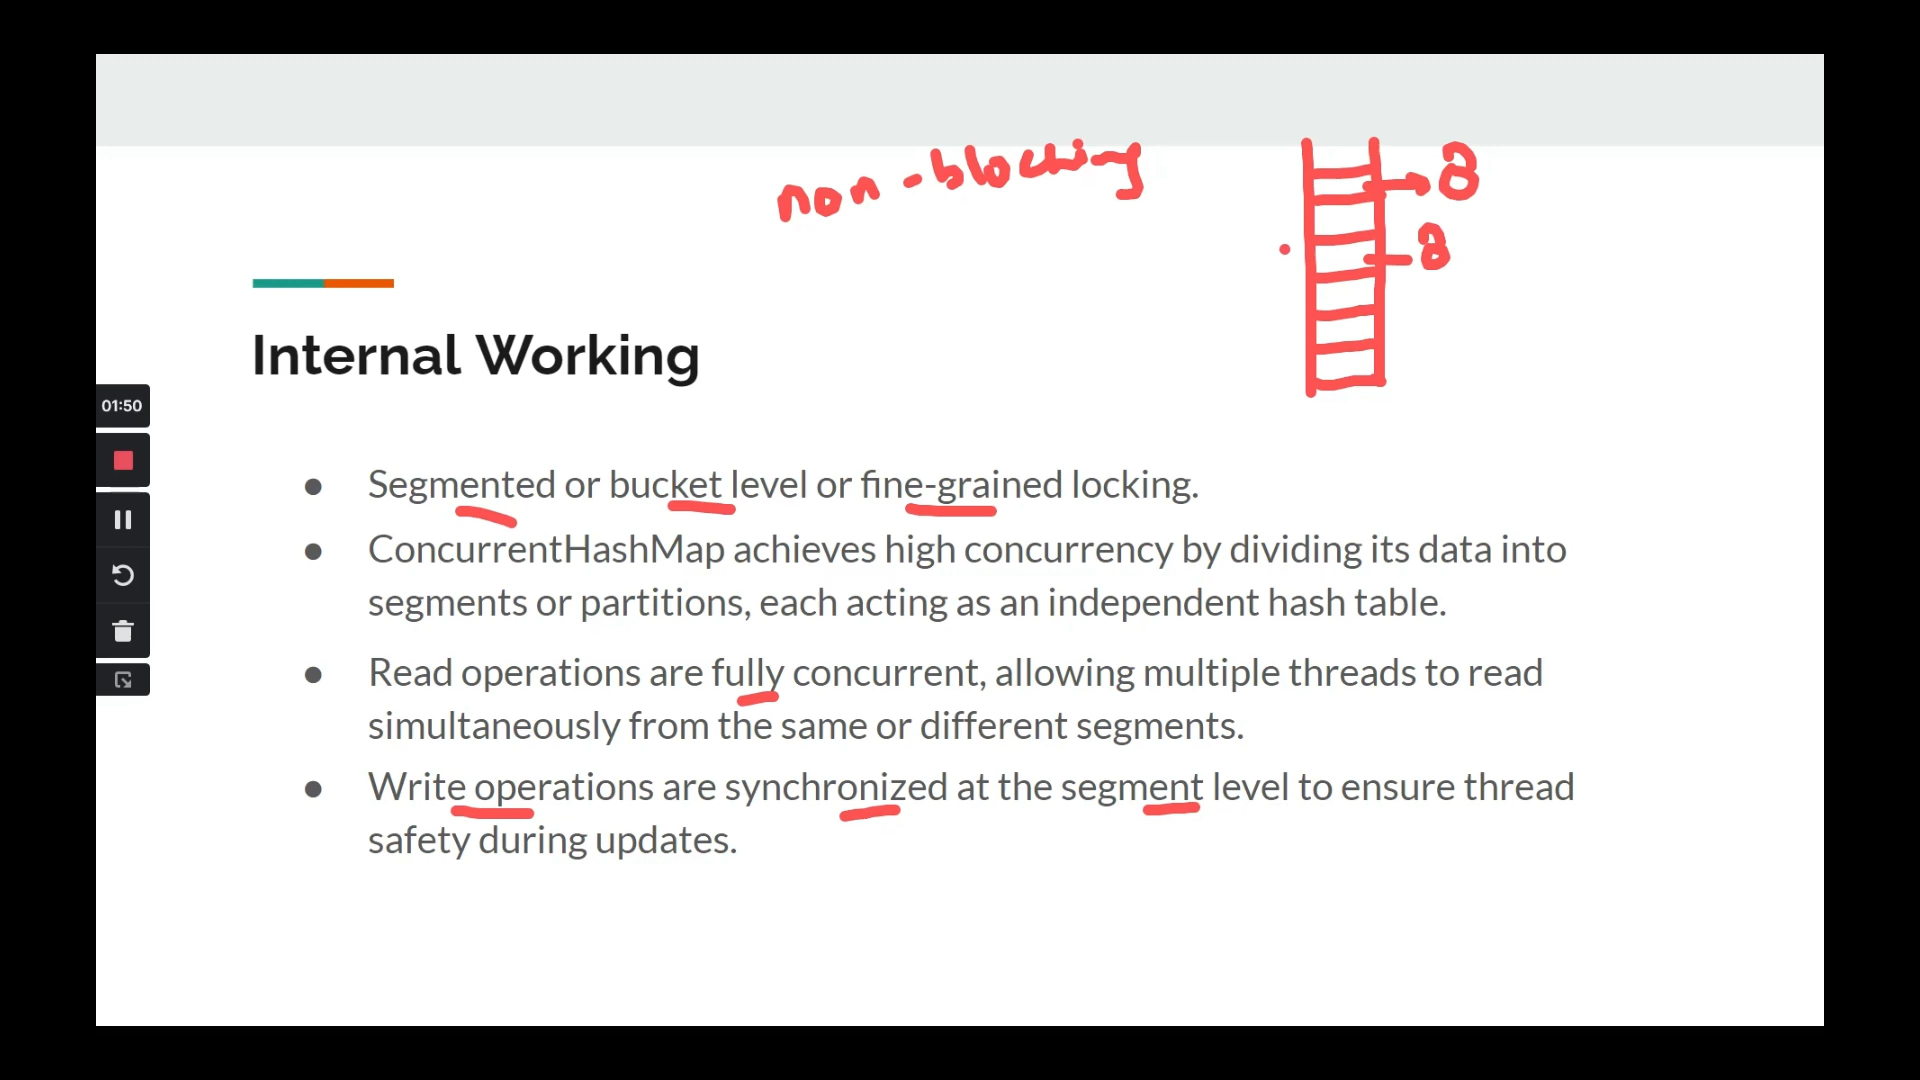 non-blocking
Internal Working
01:50
● Segmented or bucket level or fine-grained locking.
● ConcurrentHashMap achieves high concurrency by dividing its data into
segments or partitions, each acting as an independent hash table.
● Read operations are fully concurrent, allowing multiple threads to read
simultaneously from the same or different segments.
● Write operations are synchronized at the segment level to ensure thread
safety during updates.